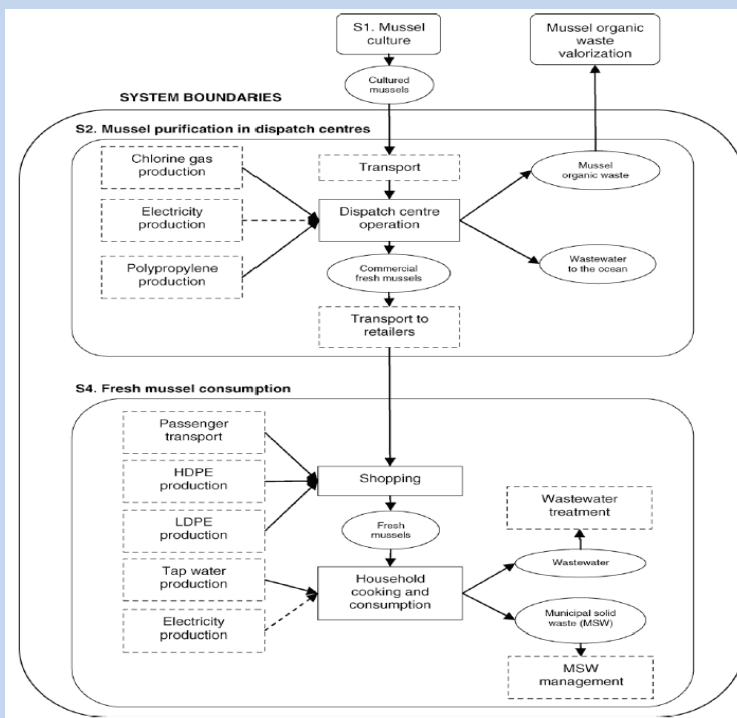 S1. Mussel
culture
Mussel organic
waste
valorization
Cultured
mussels
SYSTEM BOUNDARIES
S2. Mussel purification in dispatch centres
Chlorine gas
production
Transport
Mussel
organic waste
Electricity
production
Dispatch centre
operation
Polypropylene
production
Commercial
fresh mussels
Wastewater
to the ocean
Transport to
retailers
S4. Fresh mussel consumption
Passenger
transport
HDPE
production
Shopping
LDPE
production
Fresh
mussels
Wastewater
treatment
Tap water
production
Household
cooking and
consumption
Wastewater
Electricity
production
Municipal solid
waste (MSW)
MSW
management